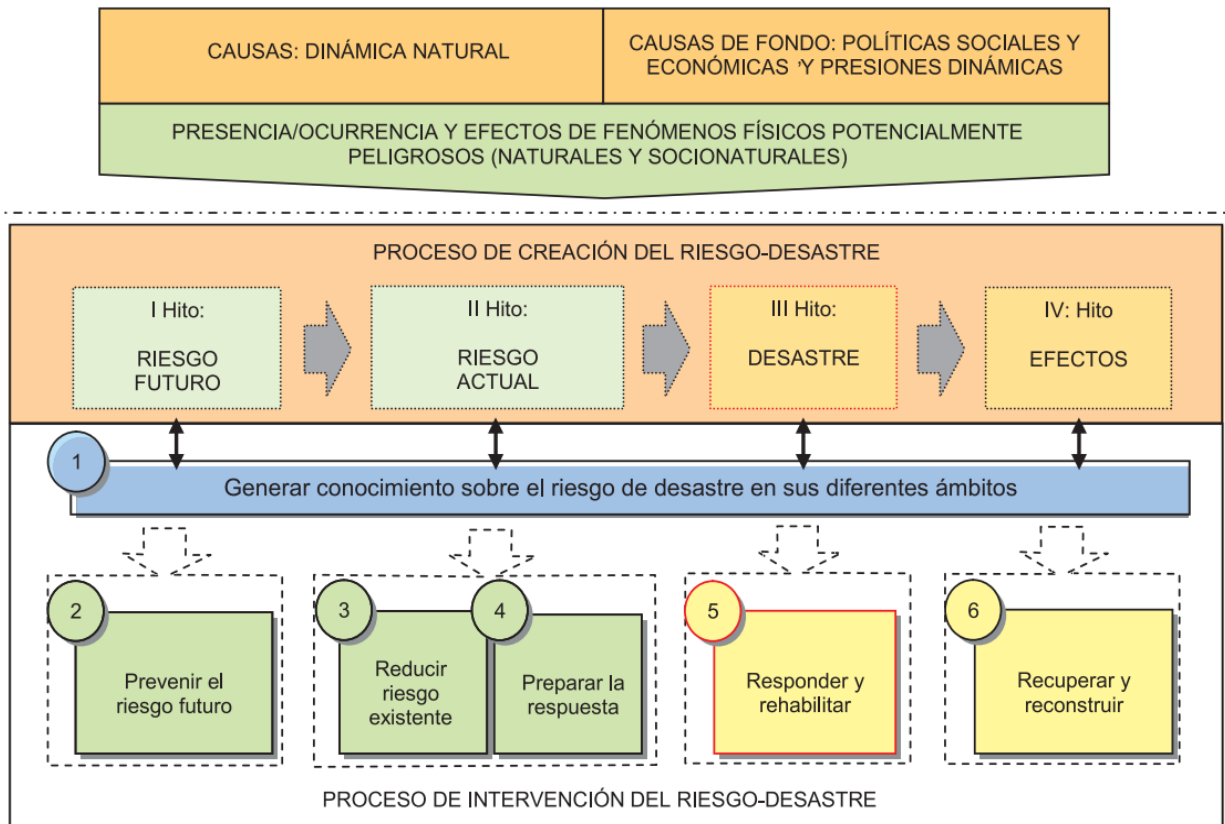 CAUSAS: DINÁMICA NATURAL
CAUSAS DE FONDO: POLÍTICAS SOCIALES Y
ECONÓMICAS ’Y PRESIONES DINÁMICAS
PRESENCIA/OCURRENCIA Y EFECTOS DE FENÓMENOS FÍSICOS POTENCIALMENTE
PELIGROSOS (NATURALES Y SOCIONATURALES)
PROCESO DE CREACIÓN DEL RIESGO-DESASTRE
I Hito:
RIESGO
FUTURO
II Hito:
RIESGO
ACTUAL
III Hito:
DESASTRE
IV: Hito
EFECTOS
1
Generar conocimiento sobre el riesgo de desastre en sus diferentes ámbitos
2
Prevenir el
riesgo futuro
3
Reducir
riesgo
existente
4
Preparar la
respuesta
5
Responder y
rehabilitar
6
Recuperar y
reconstruir
PROCESO DE INTERVENCIÓN DEL RIESGO-DESASTRE